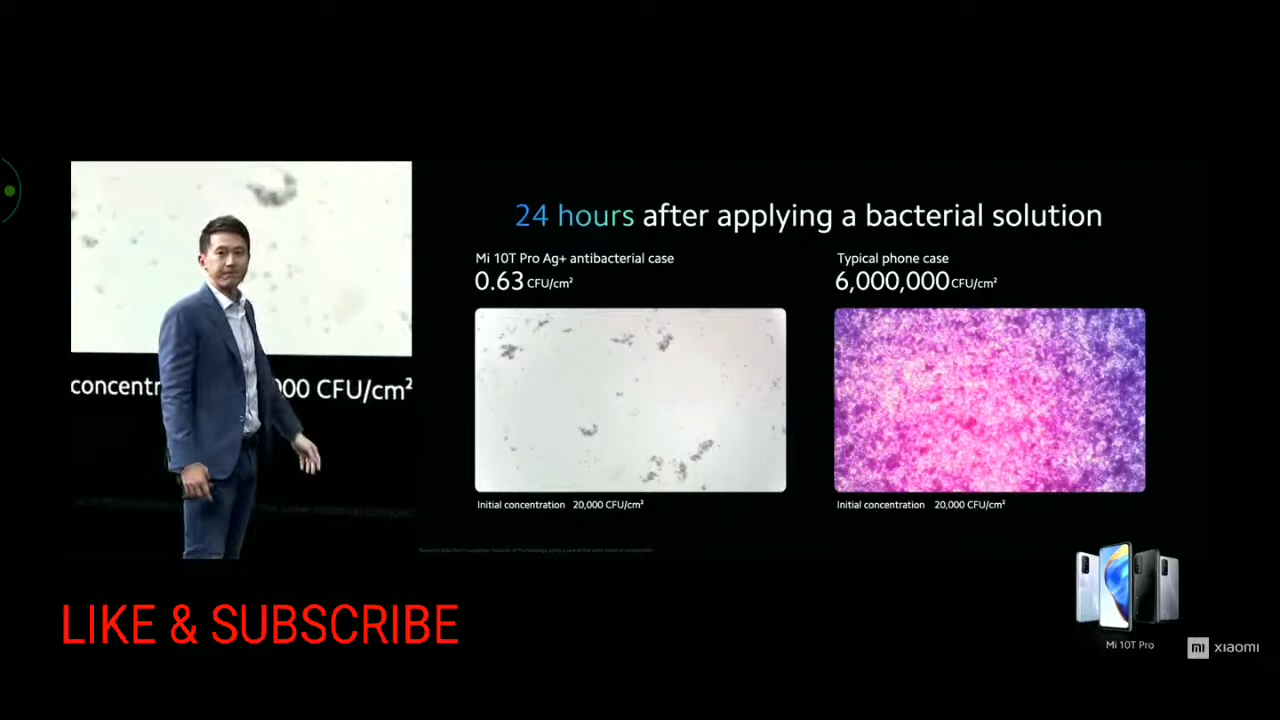 24 hours after applying a bacterial solution
Mi 10T Pro Ag+ antibacterial case
0.63 CFU/cm²
Typical phone case
6,000,000 CFU/cm²
concentr 000 CFU/cm²
Initial concentration 20,000 CFU/cm²
Initial concentration 20,000 CFU/cm²
LIKE & SUBSCRIBE
Mi 10T Pro
mi xiaomi